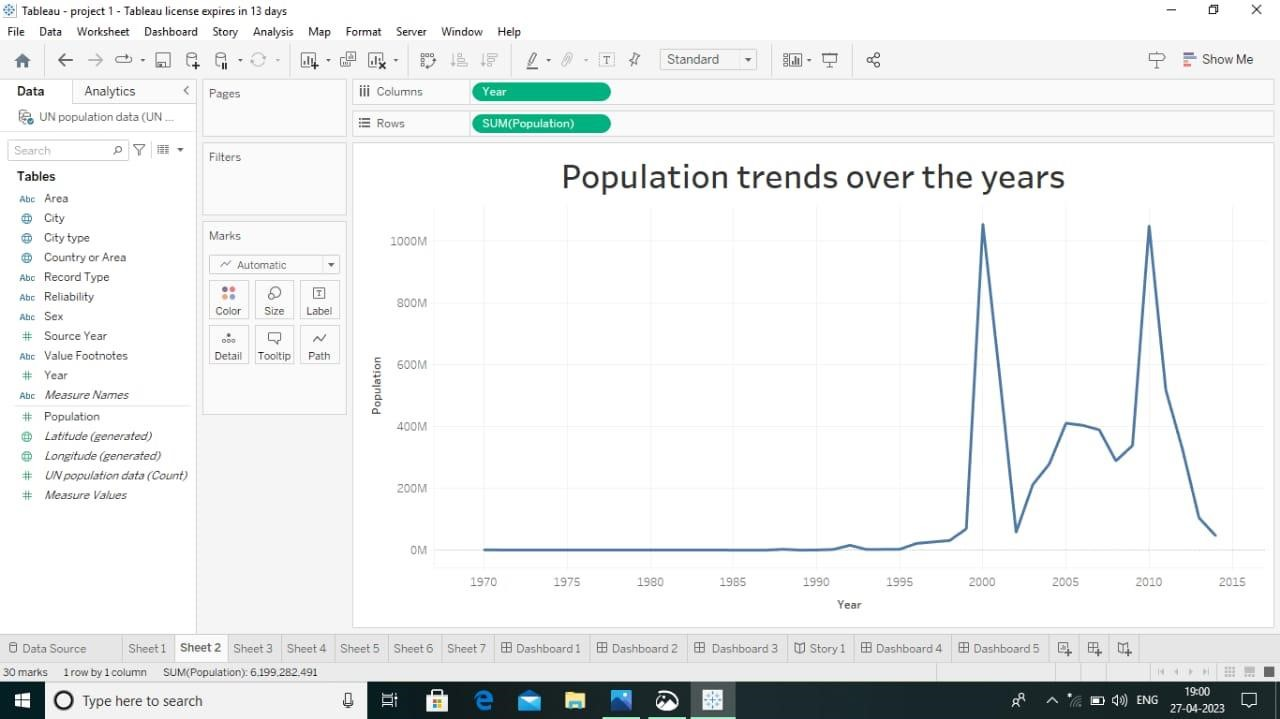 Tableau - project 1 - Tableau license expires in 13 days
File Data Worksheet Dashboard Story Analysis Map Format Server Window Help
Standard
Show Me
Data Analytics
UN population data (UN ...
Search
Tables
Abc Area
City
City type
Country or Area
Abc Record Type
Abc Reliability
Abc Sex
# Source Year
Abc Value Footnotes
# Year
Abc Measure Names
# Population
Latitude (generated)
Longitude (generated)
# UN population data (Count)
# Measure Values
Pages
Filters
Marks
Automatic
Color Size Label
Detail Tooltip Path
Columns Year
Rows SUM(Population)
Population trends over the years
1000M
800M
600M
400M
200M
0M
Population
1970 1975 1980 1985 1990 1995 2000 2005 2010 2015
Year
Data Source Sheet 1 Sheet 2 Sheet 3 Sheet 4 Sheet 5 Sheet 6 Sheet 7 Dashboard 1 Dashboard 2 Dashboard 3 Story 1 Dashboard 4 Dashboard 5
30 marks 1 row by 1 column SUM(Population): 6,199,282,491
Type here to search
ENG
19:00
27-04-2023